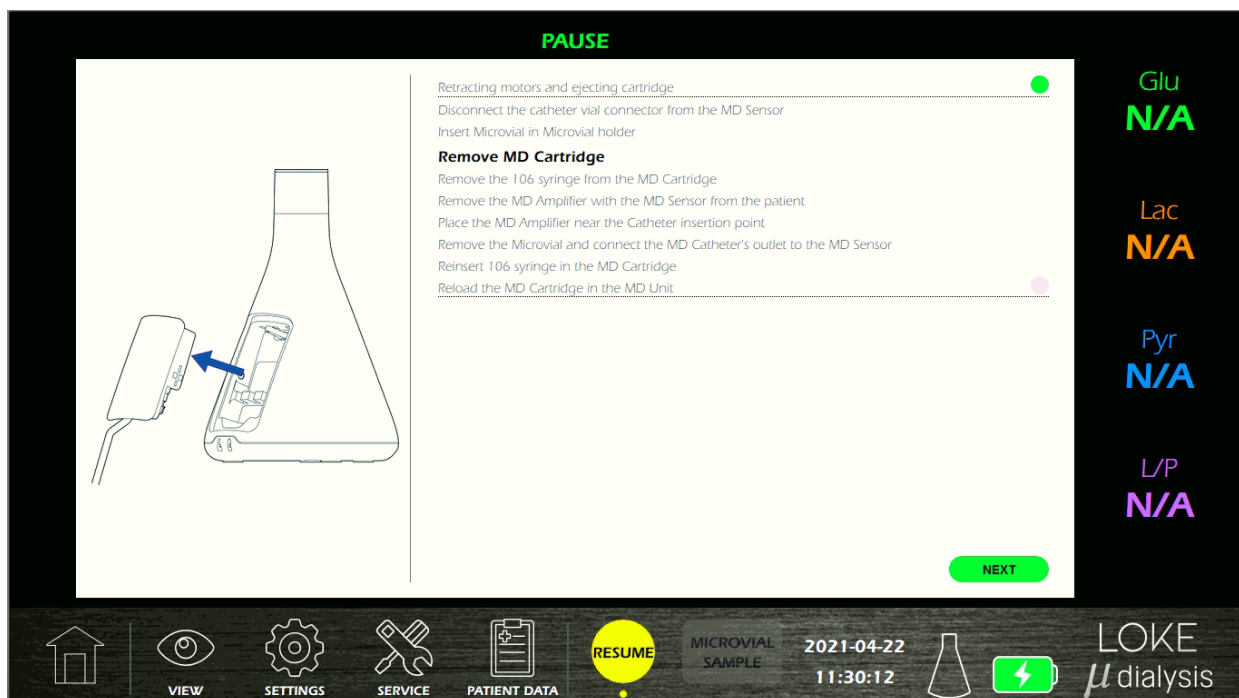 PAUSE
Retracting motors and ejecting cartridge
Disconnect the catheter vial connector from the MD Sensor
Insert Microvial in Microvial holder
Remove MD Cartridge
Remove the 106 syringe from the MD Cartridge
Remove the MD Amplifier with the MD Sensor from the patient
Place the MD Amplifier near the Catheter insertion point
Remove the Microvial and connect the MD Catheter's outlet to the MD Sensor
Reinsert 106 syringe in the MD Cartridge
Reload the MD Cartridge in the MD Unit
NEXT
Glu
N/A
Lac
N/A
Pyr
N/A
L/P
N/A
VIEW
SETTINGS
SERVICE
PATIENT DATA
RESUME
MICROVIAL
SAMPLE
2021-04-22
11:30:12
LOKE
μ dialysis